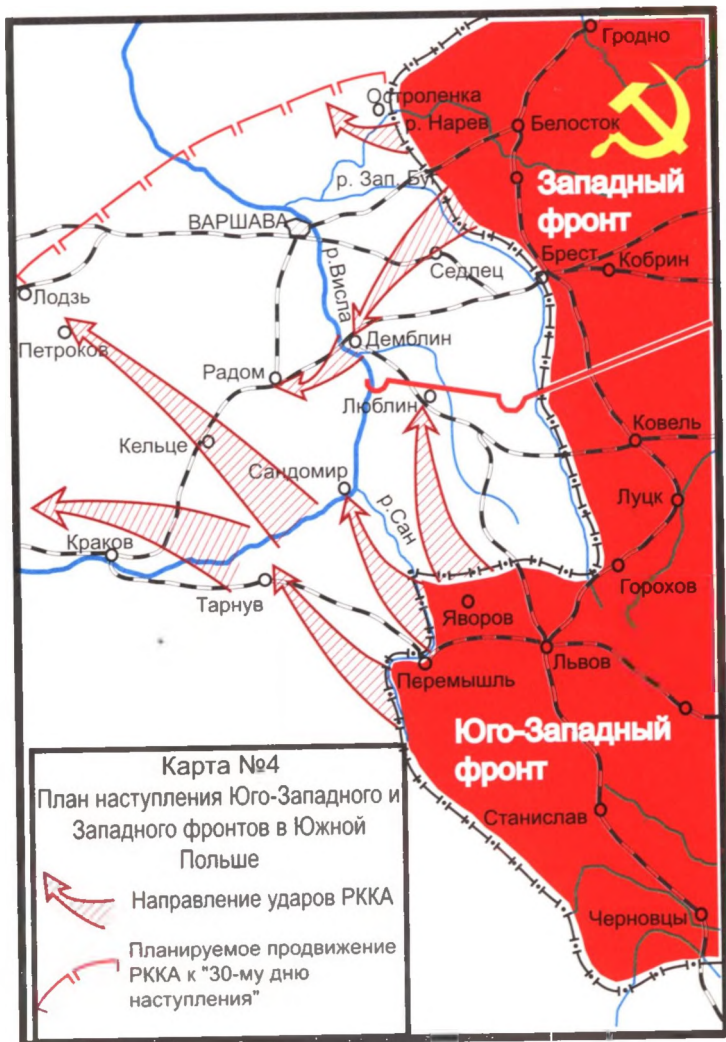 Гродно
Остроленка
р. Нарев
Белосток
Западный
фронт
р. Зап. Бу
ВАРШАВА
р.Висла
Седлец
Брест
Кобрин
Лодзь
Петроков
Демблин
Радом
Люблин
Ковель
Кельце
Сандомир
р.Сан
Луцк
Краков
Тарнув
Яворов
Горохов
Львов
Перемышль
Юго-Западный
фронт
Станислав
Черновцы
Карта №4
План наступления Юго-Западного и
Западного фронтов в Южной
Польше
Направление ударов РККА
Планируемое продвижение
РККА к "30-му дню
наступления"